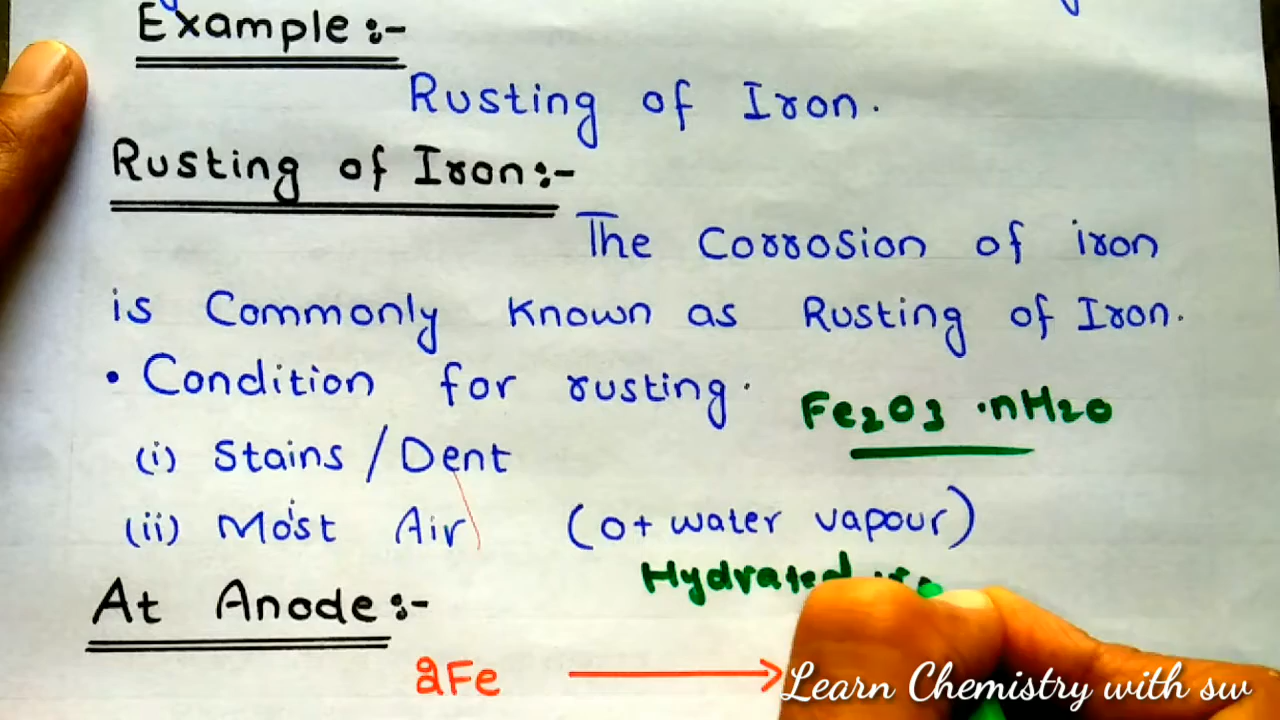 Example:-
Rusting of Iron.
Rusting of Iron:-
The Corrosion of iron
is Commonly Known as Rusting of Iron.
• Condition for rusting.
Fe2O3 .nH2O
(i) Stains / Dent
(ii) Moist Air (O+ water vapour)
Hydrated
At Anode:-
2Fe →
Learn Chemistry with sw